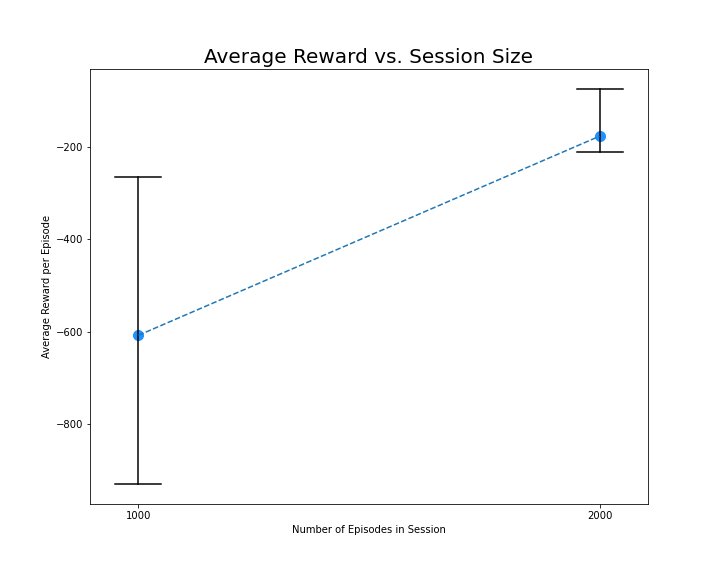 Average Reward vs. Session Size
Average Reward per Episode
−200
−400
−600
−800
1000
2000
Number of Episodes in Session